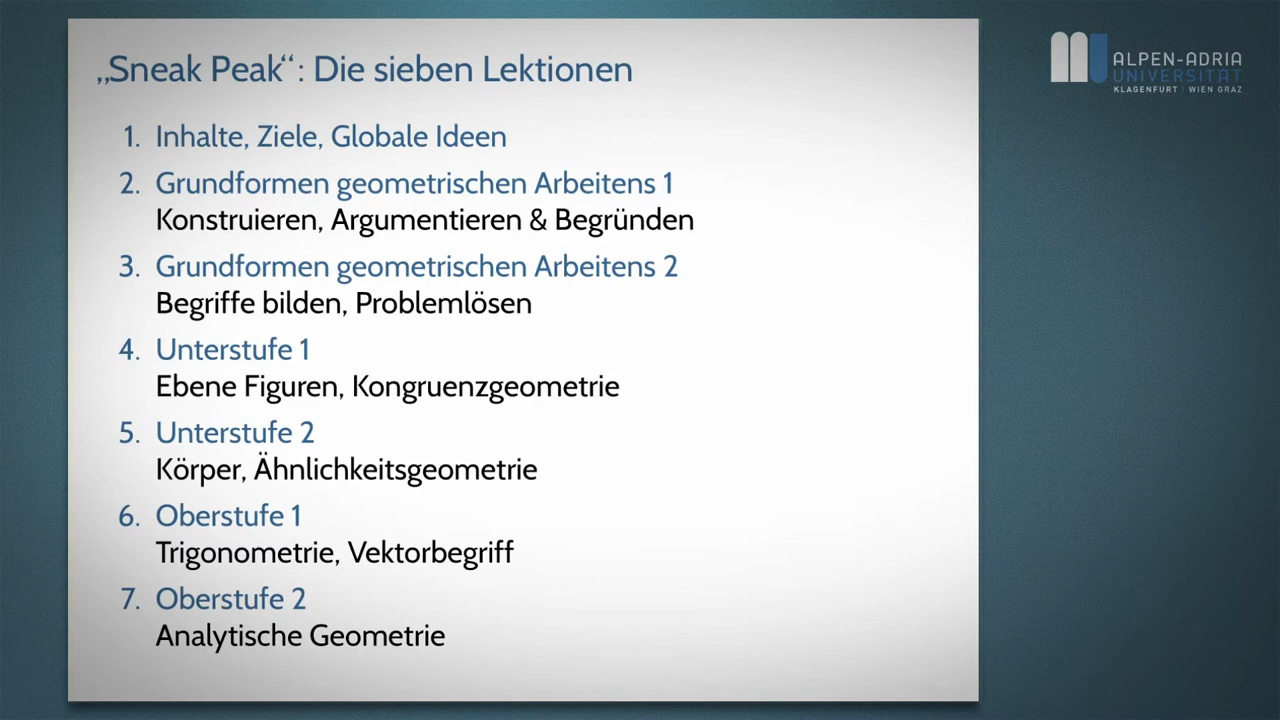 „Sneak Peak“: Die sieben Lektionen
1. Inhalte, Ziele, Globale Ideen
2. Grundformen geometrischen Arbeitens 1
Konstruieren, Argumentieren & Begründen
3. Grundformen geometrischen Arbeitens 2
Begriffe bilden, Problemlösen
4. Unterstufe 1
Ebene Figuren, Kongruenzgeometrie
5. Unterstufe 2
Körper, Ähnlichkeitsgeometrie
6. Oberstufe 1
Trigonometrie, Vektorbegriff
7. Oberstufe 2
Analytische Geometrie
ALPEN-ADRIA
UNIVERSITÄT
KLAGENFURT | WIEN GRAZ